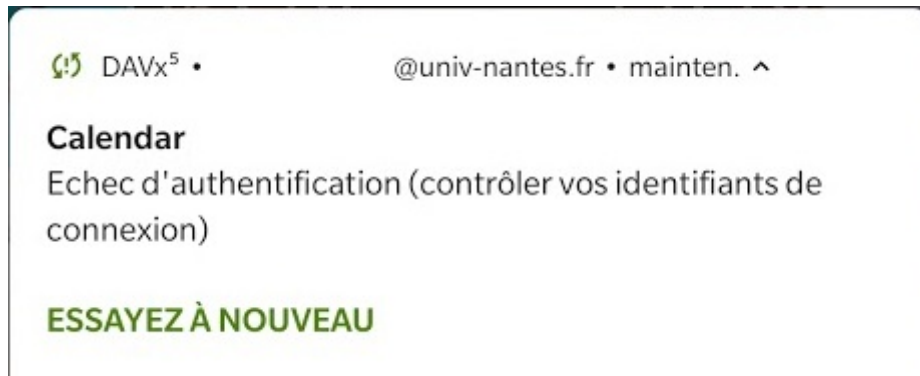 DAVx⁵ • @univ-nantes.fr • mainten.
Calendar
Echec d'authentification (contrôler vos identifiants de
connexion)
ESSAYEZ À NOUVEAU